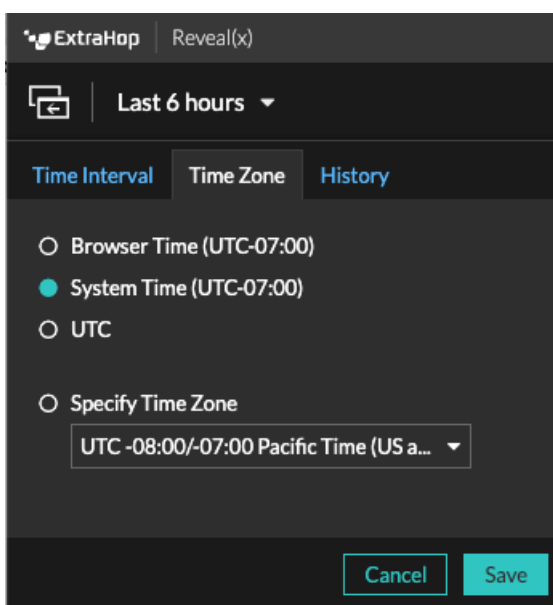 ExtraHop Reveal(x)
Last 6 hours
Time Interval Time Zone History
Browser Time (UTC-07:00)
System Time (UTC-07:00)
UTC
Specify Time Zone
UTC -08:00/-07:00 Pacific Time (US a...
Cancel Save